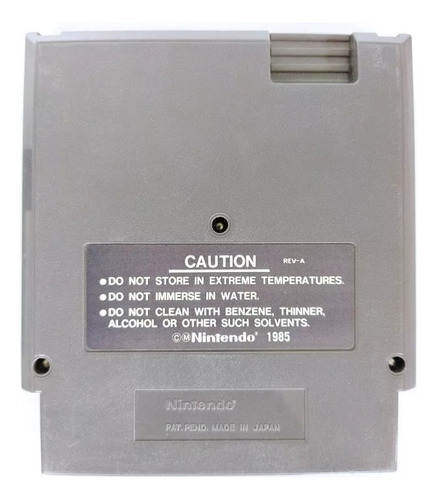 CAUTION REV-A
●DO NOT STORE IN EXTREME TEMPERATURES.
●DO NOT IMMERSE IN WATER.
●DO NOT CLEAN WITH BENZENE, THINNER,
ALCOHOL OR OTHER SUCH SOLVENTS.
©ⓂNintendo® 1985
Nintendo®
PAT. PEND. MADE IN JAPAN